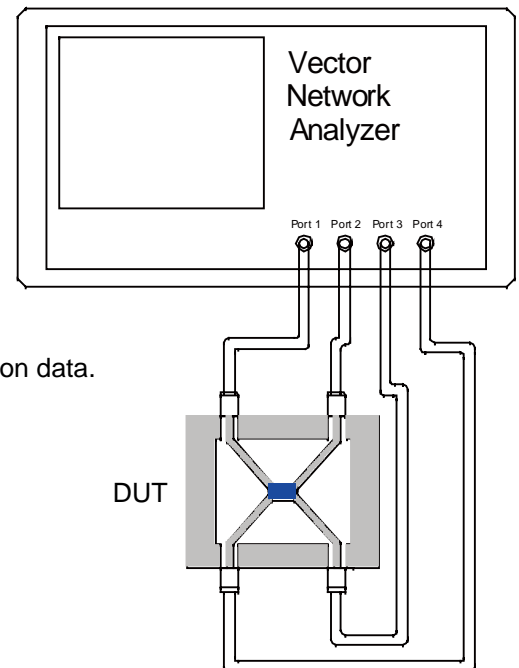 Vector
Network
Analyzer
Port 1 Port 2 Port 3 Port 4
on data.
DUT